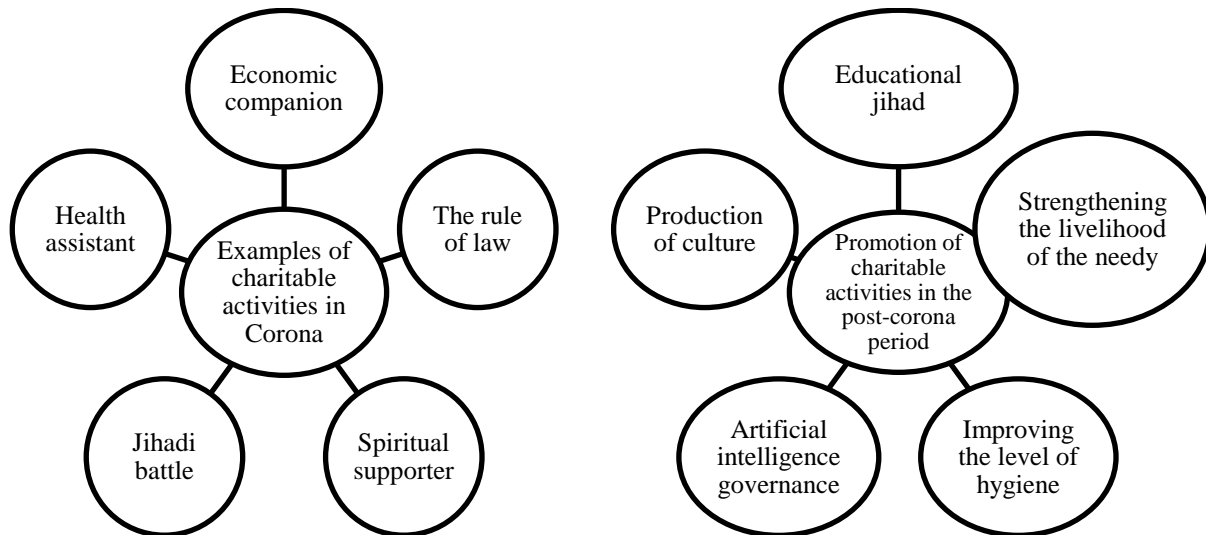 Economic
companion
The rule
of law
Spiritual
supporter
Jihadi
battle
Health
assistant
Examples of
charitable
activities in
Corona
Educational
jihad
Strengthening
the livelihood
of the needy
Improving
the level of
hygiene
Artificial
intelligence
governance
Production
of culture
Promotion of
charitable
activities in the
post-corona
period